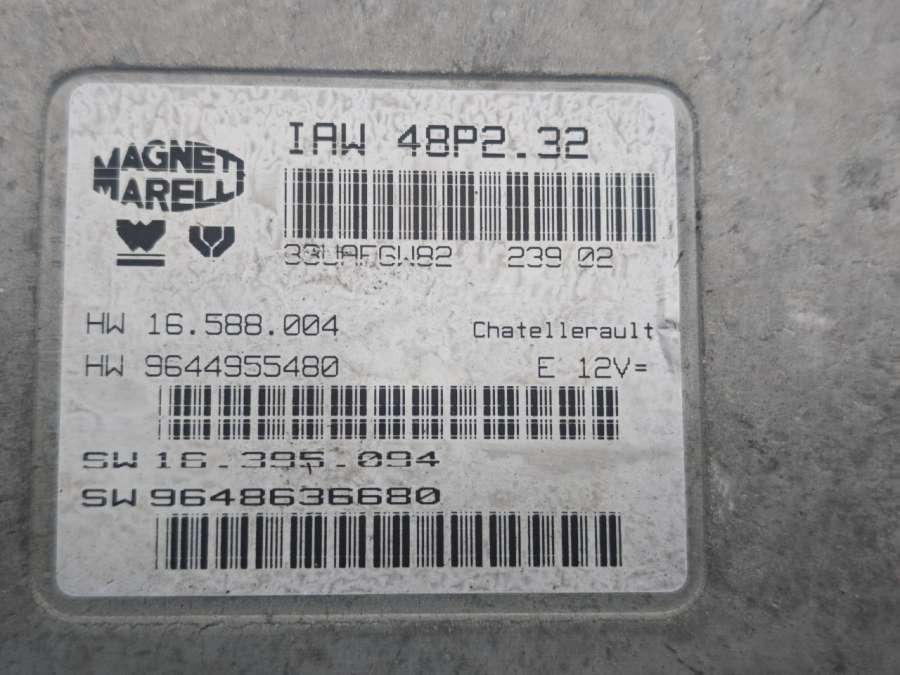 MAGNETI
MARELLI
IAW 48P2.32
239 02
HW 16.588.004
Chatellerault
HW 9644955480
E 12V=
SW 16.395.094
SW 9648636680